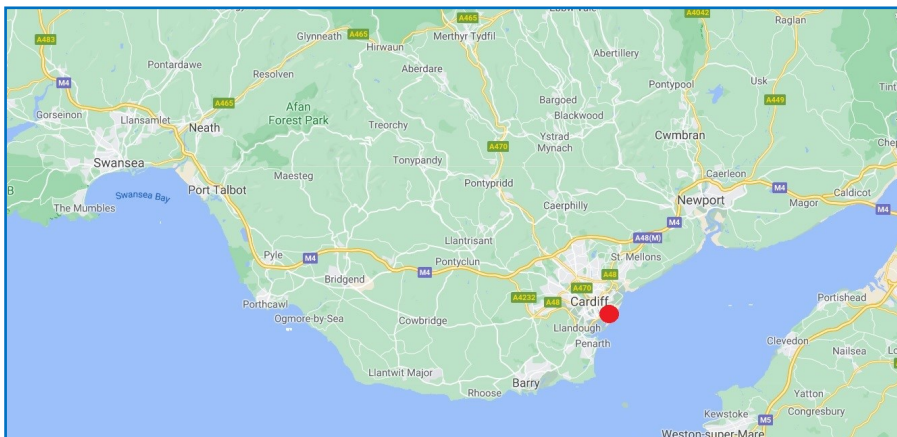 Ebbw Vale
A4042
Raglan
A465
A483
Glynneath
A465
Merthyr Tydfil
Hirwaun
Abertillery
Pontardawe
Aberdare
Resolven
Pontypool
Usk
M4
A465
Bargoed
A449
Gorseinon
Llansamlet
Afan
Forest Park
Blackwood
Neath
Treorchy
Cwmbran
Ystrad
Mynach
A470
Swansea
Tonypandy
Maesteg
Pontypridd
Caerleon
B
Port Talbot
M4
Swansea Bay
Caldicot
Newport
Magor
The Mumbles
Caerphilly
M4
M4
Llantrisant
A48(M)
Pyle
Pontyclun
St. Mellons
M4
Bridgend
A48
A470
A4232
A48
Cardiff
Portishead
Porthcawl
Ogmore-by-Sea
Cowbridge
Llandough
Penarth
Clevedon
Nailsea
Llantwit Major
Barry
Rhoose
Yatton
Kewstoke
Congresbury
M5
Weston-super-Mare